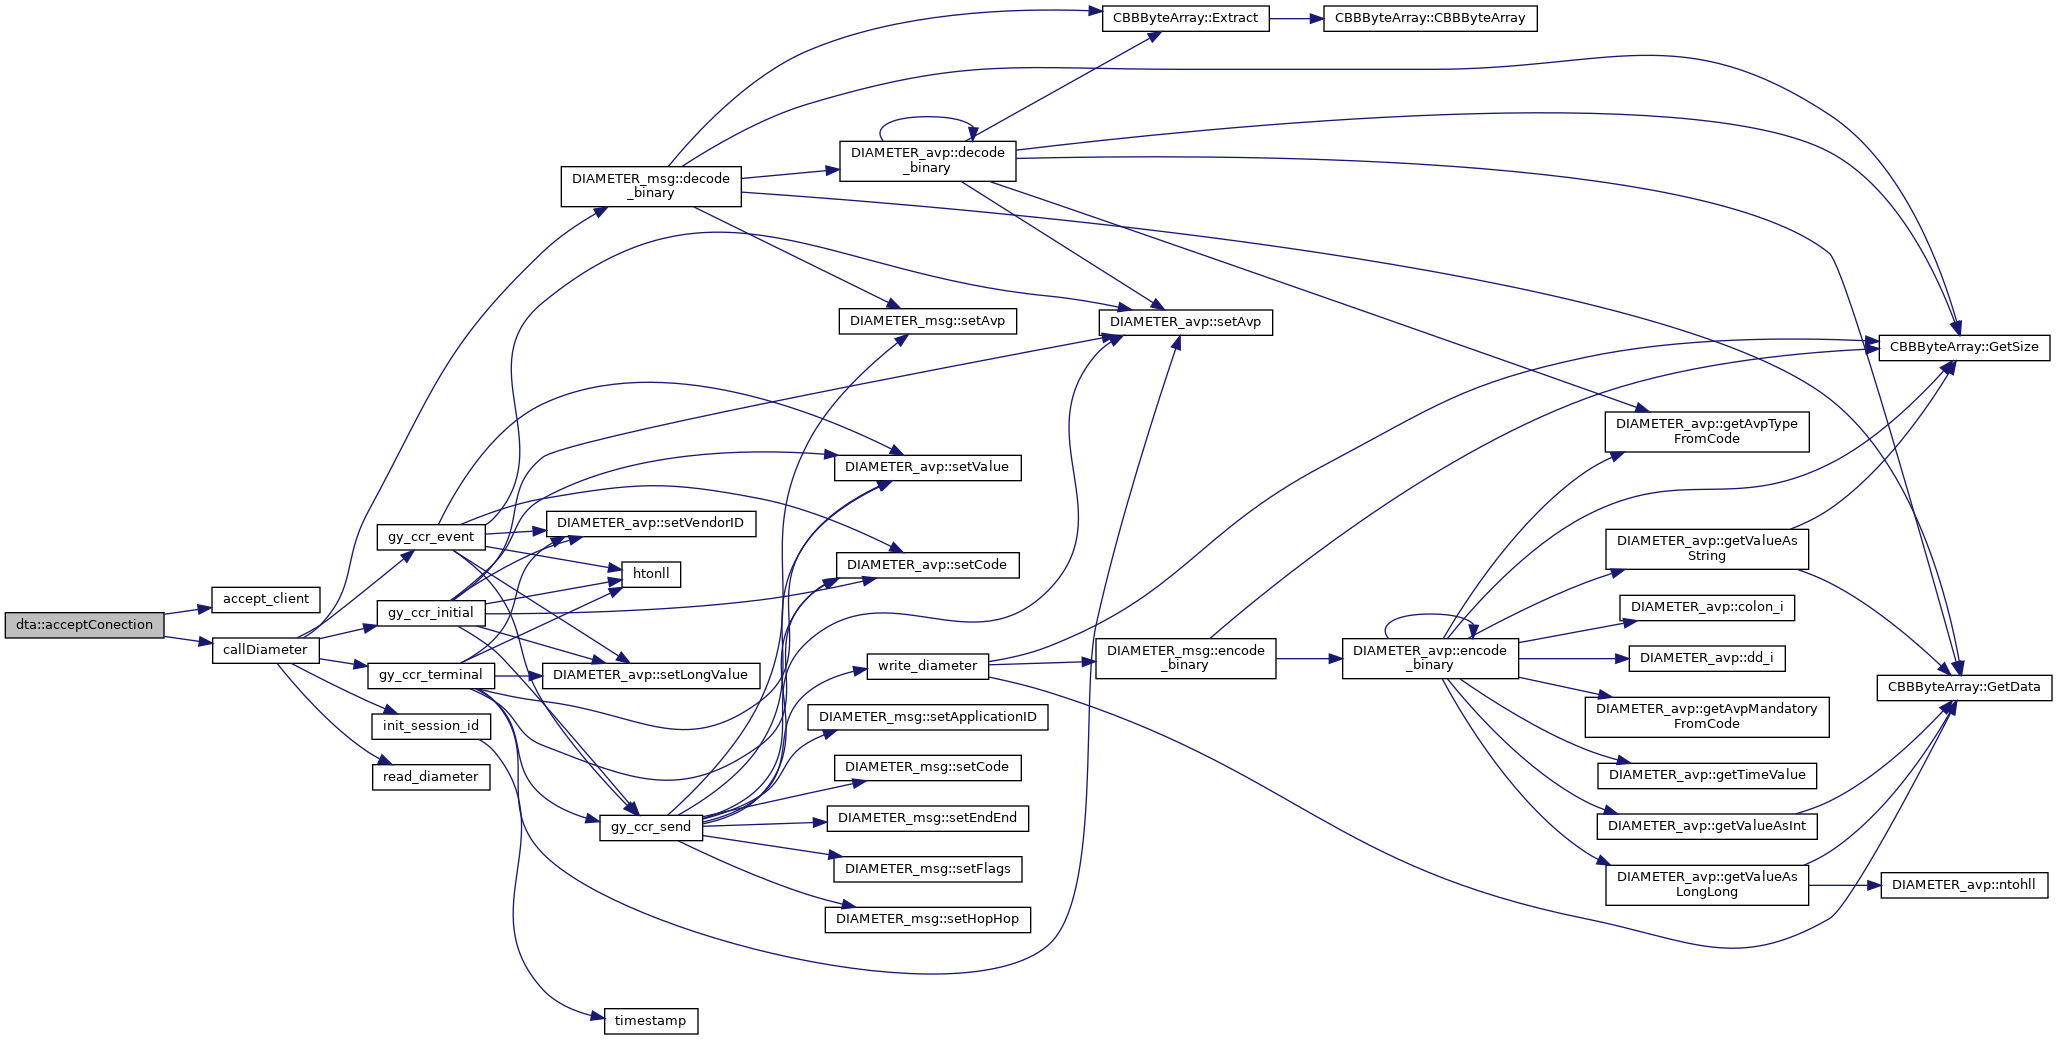 dta::acceptConection
accept_client
callDiameter
DIAMETER_msg::decode
_binary
gy_ccr_event
gy_ccr_initial
gy_ccr_terminal
init_session_id
read_diameter
DIAMETER_avp::setVendorID
htonll
DIAMETER_avp::setLongValue
gy_ccr_send
timestamp
DIAMETER_avp::decode
_binary
DIAMETER_msg::setAvp
DIAMETER_avp::setValue
DIAMETER_avp::setCode
write_diameter
DIAMETER_msg::setApplicationID
DIAMETER_msg::setCode
DIAMETER_msg::setEndEnd
DIAMETER_msg::setFlags
DIAMETER_msg::setHopHop
CBBByteArray::Extract
DIAMETER_avp::setAvp
DIAMETER_msg::encode
_binary
CBBByteArray::CBBByteArray
DIAMETER_avp::encode
_binary
DIAMETER_avp::getAvpType
FromCode
DIAMETER_avp::getValueAs
String
DIAMETER_avp::colon_i
DIAMETER_avp::dd_i
DIAMETER_avp::getAvpMandatory
FromCode
DIAMETER_avp::getTimeValue
DIAMETER_avp::getValueAsInt
DIAMETER_avp::getValueAs
LongLong
CBBByteArray::GetSize
CBBByteArray::GetData
DIAMETER_avp::ntohll